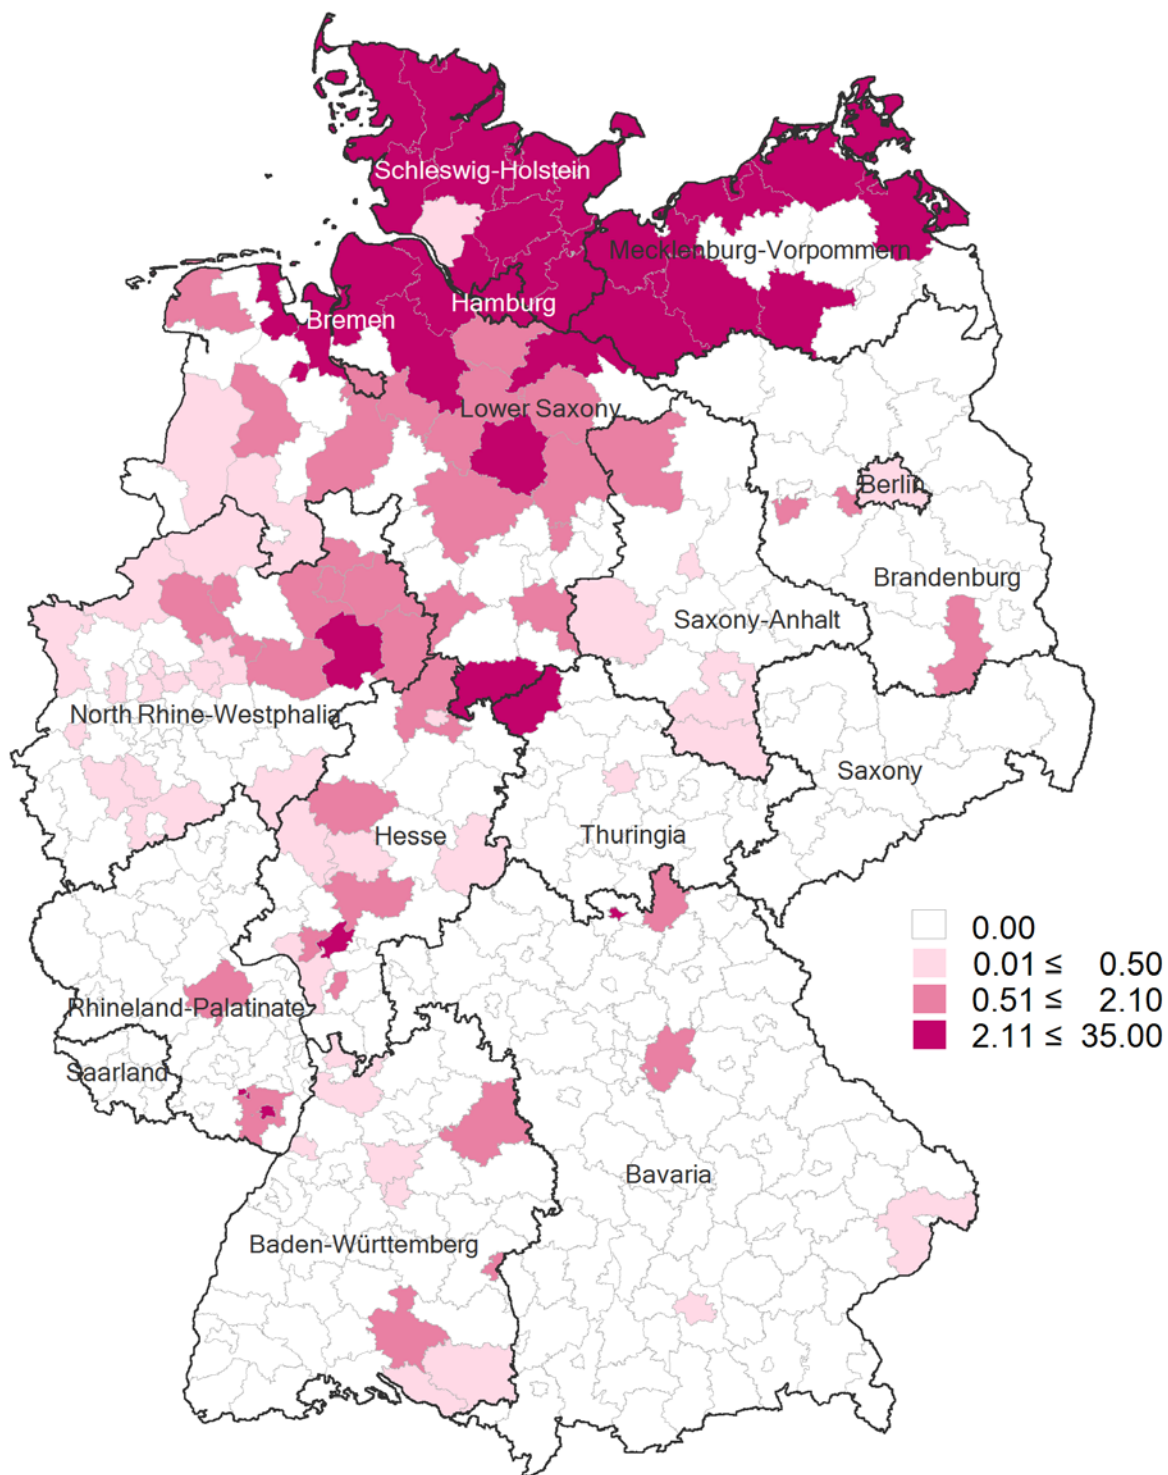 Schleswig-Holstein
Mecklenburg-Vorpommern
Hamburg
Bremen
Lower Saxony
Berlin
Brandenburg
Saxony-Anhalt
North Rhine-Westphalia
Saxony
Hesse
Thuringia
0.00
0.01 ≤ 0.50
0.51 ≤ 2.10
2.11 ≤ 35.00
Rhineland-Palatinate
Saarland
Bavaria
Baden-Württemberg